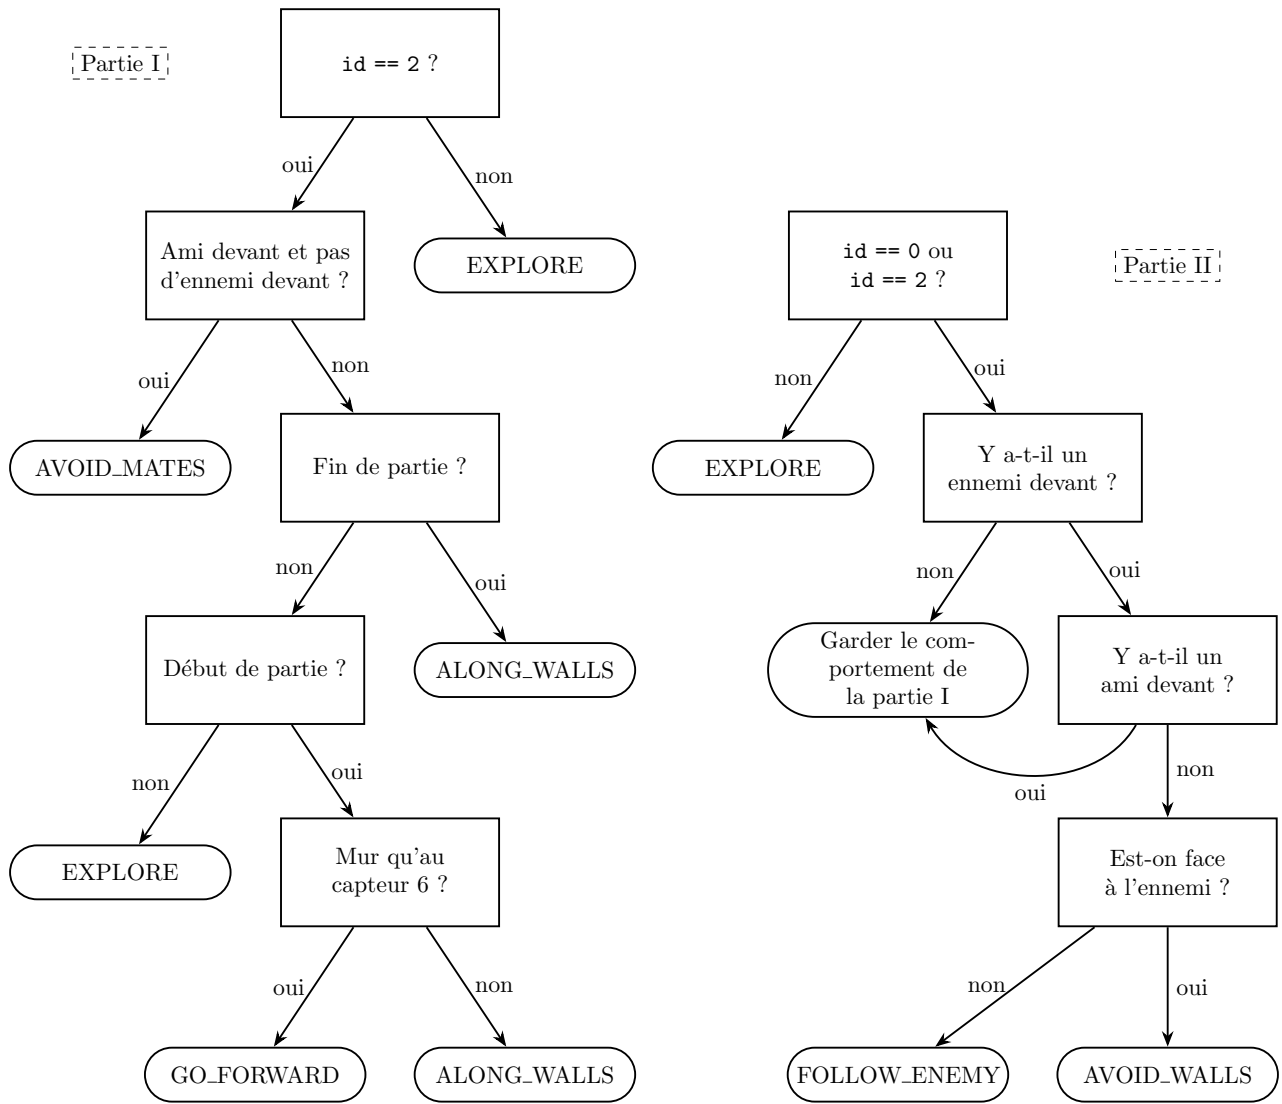 Partie I
id == 2 ?
oui
non
Ami devant et pas
d'ennemi devant ?
EXPLORE
oui
non
AVOID_MATES
Fin de partie ?
non
oui
Début de partie ?
ALONG_WALLS
non
oui
EXPLORE
Mur qu'au
capteur 6 ?
oui
non
GO_FORWARD
ALONG_WALLS
id == 0 ou
id == 2 ?
Partie II
non
oui
EXPLORE
Y a-t-il un
ennemi devant ?
non
oui
Garder le com-
portement de
la partie I
Y a-t-il un
ami devant ?
oui
non
Est-on face
à l'ennemi ?
non
oui
FOLLOW_ENEMY
AVOID_WALLS